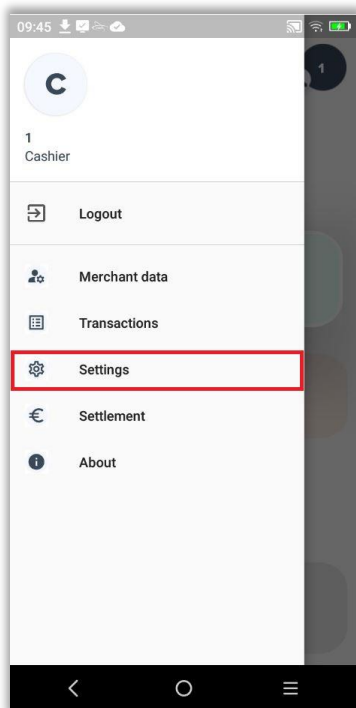 09:45
1
C
1
Cashier
Logout
Merchant data
Transactions
Settings
€ Settlement
About